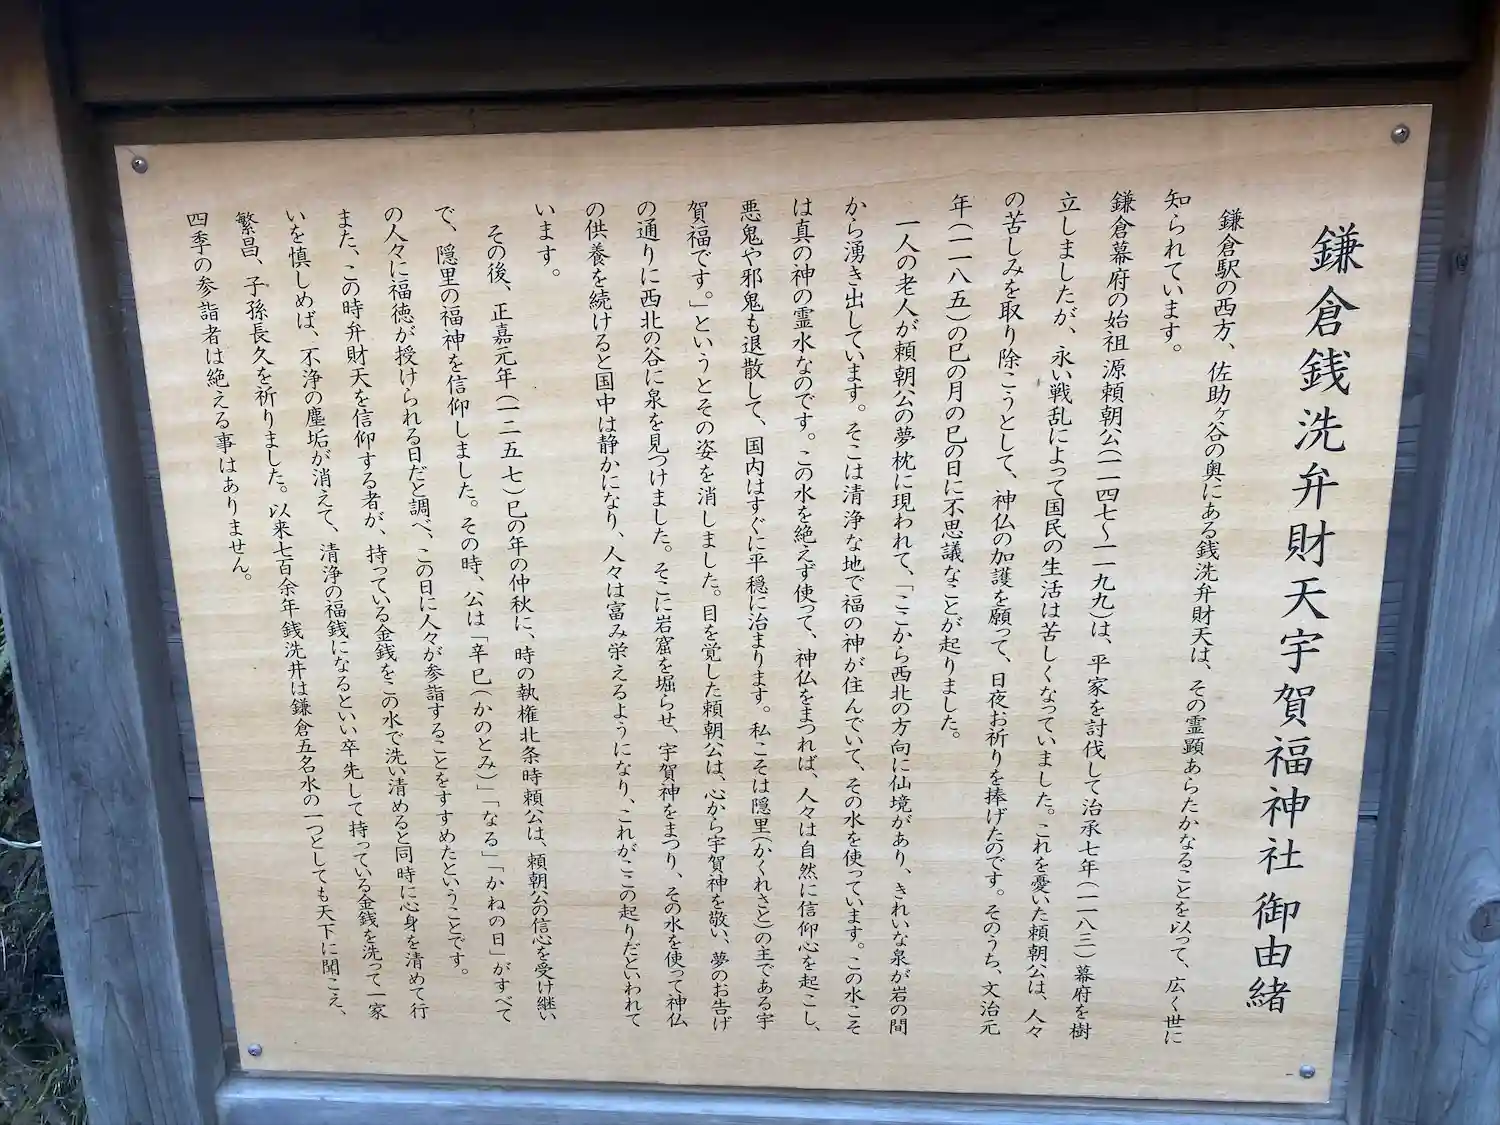 鎌倉銭洗弁財天宇賀福神社 御由緒
鎌倉駅の西方、佐助ヶ谷の奥にある銭洗弁財天は、その霊顕あらたかなることを以って、広く世に
知られています。
鎌倉幕府の始祖 源頼朝公(一一四七〜一一九九)は、平家を討伐して治承七年(一一八三)幕府を樹
立しましたが、永い戦乱によって国民の生活は苦しくなっていました。これを憂いた頼朝公は、人々
の苦しみを取り除こうとして、神仏の加護を願って、日夜お祈りを捧げたのです。そのうち、文治元
年(一一八五)の巳の月の巳の日に不思議なことが起りました。
一人の老人が頼朝公の夢枕に現われて、「ここから西北の方向に仙境があり、きれいな泉が岩の間
から湧き出しています。そこは清浄な地で福の神が住んでいて、その水を使っています。この水こそ
は真の神の霊水なのです。この水を絶えず使って、神仏をまつれば、人々は自然に信仰心を起こし、
悪鬼や邪鬼も退散して、国内はすぐに平穏に治まります。私こそは隠里(かくれさと)の主である宇
賀福です。」というとその姿を消しました。目を覚した頼朝公は、心から宇賀神を敬い、夢のお告げ
の通りに西北の谷に泉を見つけました。そこに岩窟を堀らせ、宇賀神をまつり、その水を使って神仏
の供養を続けると国中は静かになり、人々は富み栄えるようになり、これがここの起りだといわれて
います。
その後、正嘉元年(一二五七)巳の年の仲秋に、時の執権北条時頼公は、頼朝公の信心を受け継い
で、隠里の福神を信仰しました。その時、公は「辛巳(かのとみ)」「なる」「かねの日」がすべて
の人々に福徳が授けられる日だと調べ、この日に人々が参詣することをすすめたということです。
また、この時弁財天を信仰する者が、持っている金銭をこの水で洗い清めると同時に心身を清めて行
いを慎しめば、不浄の塵垢が消えて、清浄の福銭になるといい卒先して持っている金銭を洗って一家
繁昌、子孫長久を祈りました。以来七百余年銭洗井は鎌倉五名水の一つとしても天下に聞こえ、
四季の参詣者は絶える事はありません。